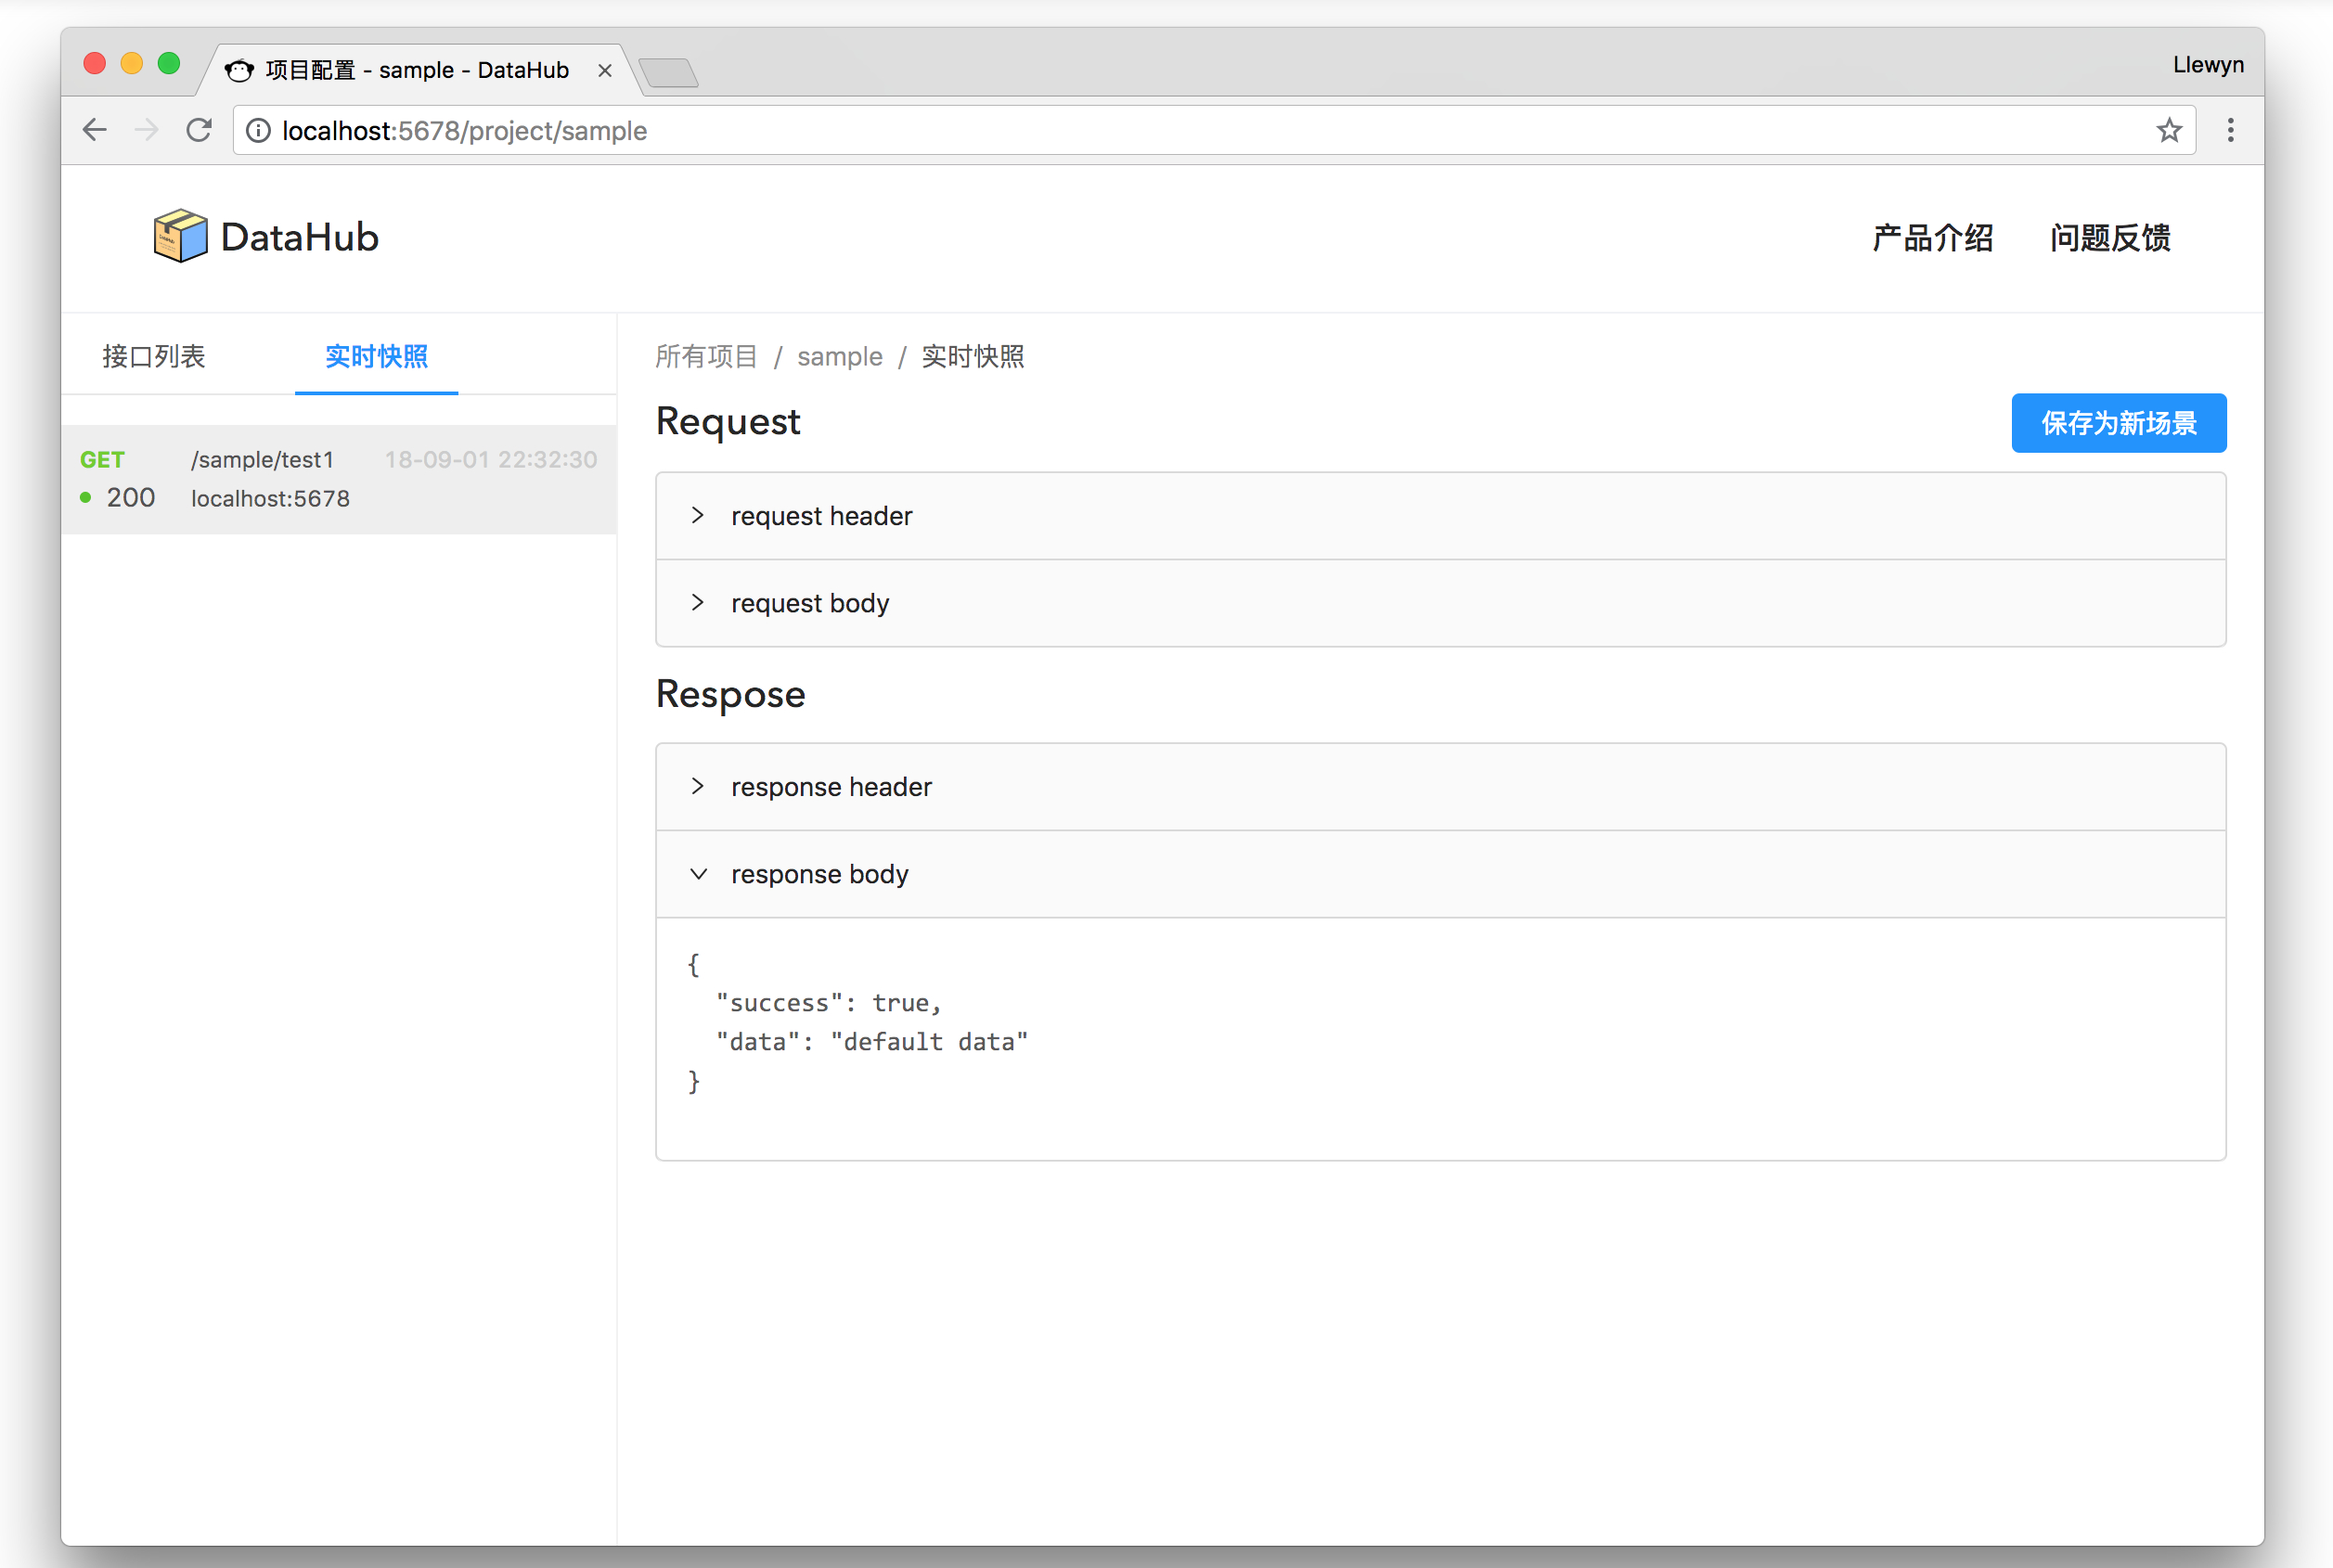 项目配置 - sample - DataHub
Llewyn
localhost:5678/project/sample
DataHub
产品介绍 问题反馈
接口列表 实时快照
所有项目 / sample / 实时快照
GET /sample/test1 18-09-01 22:32:30
200 localhost:5678
Request
保存为新场景
request header
request body
Respose
response header
response body
{
"success": true,
"data": "default data"
}